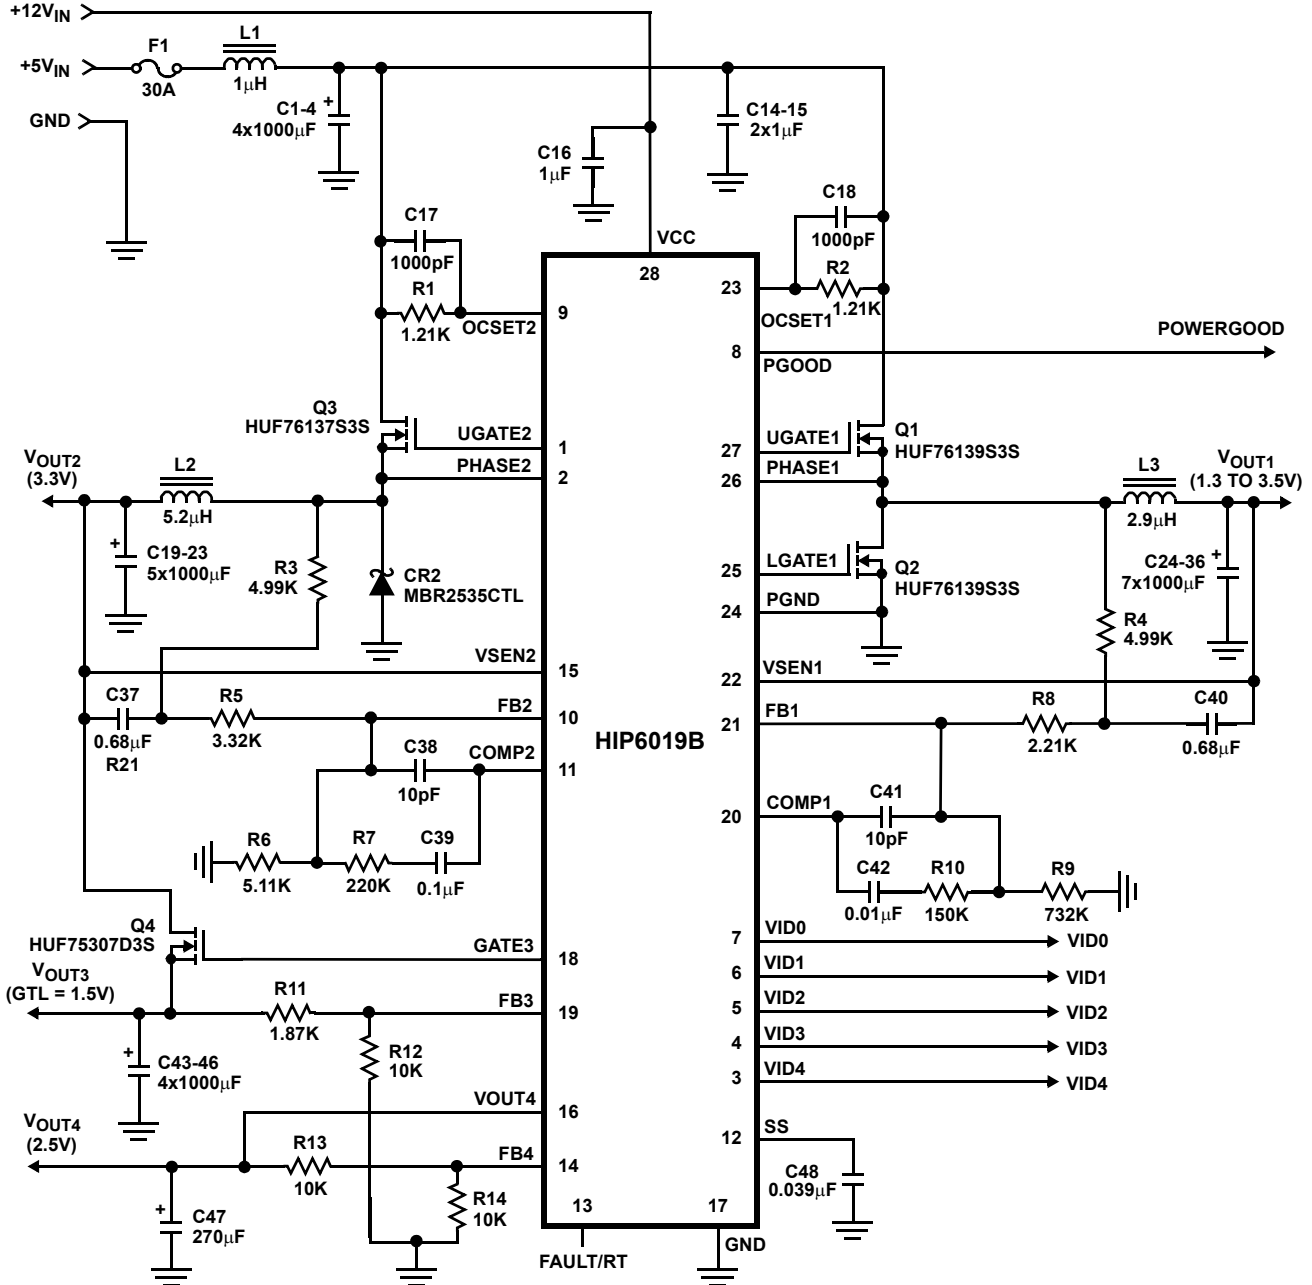 +12VIN
F1
L1
+5VIN
30A
1μH
C1-4
4x1000μF
+
GND
C14-15
2x1μF
C16
1μF
C18
1000pF
C17
1000pF
VCC
28
R2
1.21K
23
OCSET1
R1
1.21K
OCSET2
9
POWERGOOD
8
PGOOD
Q3
HUF76137S3S
UGATE2
1
UGATE1
27
Q1
HUF76139S3S
PHASE2
2
PHASE1
26
VOUT2
(3.3V)
L2
5.2μH
L3
2.9μH
VOUT1
(1.3 TO 3.5V)
+
C19-23
5x1000μF
R3
4.99K
CR2
MBR2535CTL
LGATE1
25
Q2
HUF76139S3S
C24-36
7x1000μF
+
PGND
24
R4
4.99K
VSEN2
15
VSEN1
22
C37
0.68μF
R21
R5
3.32K
FB2
10
FB1
21
R8
2.21K
C40
0.68μF
HIP6019B
C38
10pF
COMP2
11
COMP1
20
C41
10pF
R6
5.11K
R7
220K
C39
0.1μF
C42
0.01μF
R10
150K
R9
732K
Q4
HUF75307D3S
GATE3
18
7
VID0
VID0
6
VID1
VID1
VOUT3
(GTL = 1.5V)
R11
1.87K
FB3
19
5
VID2
VID2
R12
10K
4
VID3
VID3
+
C43-46
4x1000μF
3
VID4
VID4
VOUT4
16
VOUT4
(2.5V)
12
SS
R13
10K
FB4
14
C48
0.039μF
R14
10K
+
C47
270μF
13
17
FAULT/RT
GND